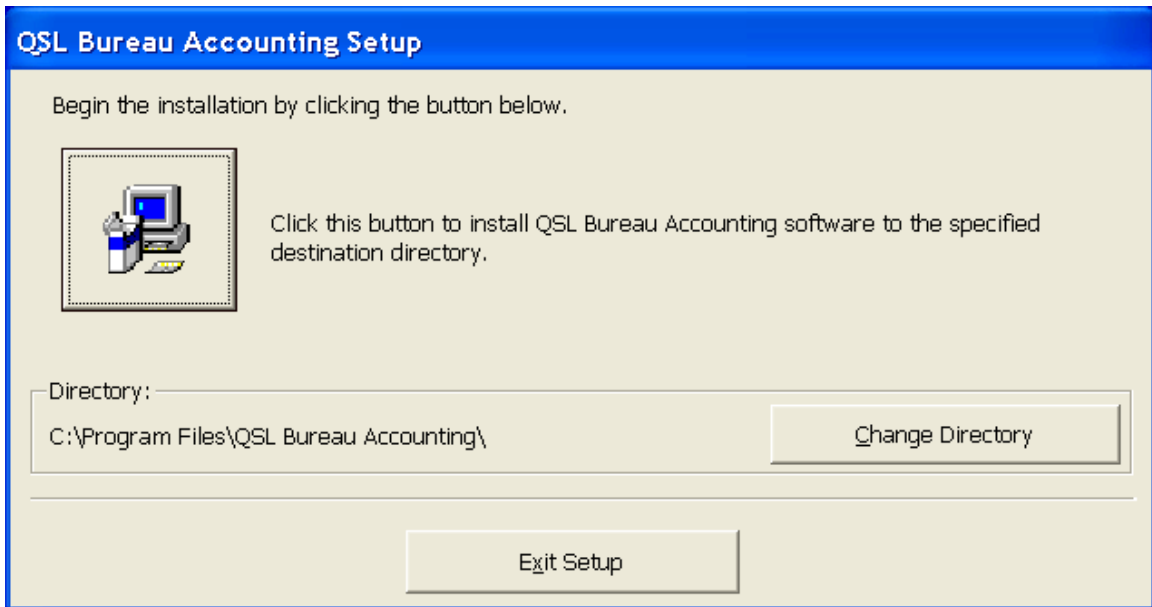 QSL Bureau Accounting Setup
Begin the installation by clicking the button below.
Click this button to install QSL Bureau Accounting software to the specified
destination directory.
Directory:
C:\Program Files\QSL Bureau Accounting\
Change Directory
Exit Setup